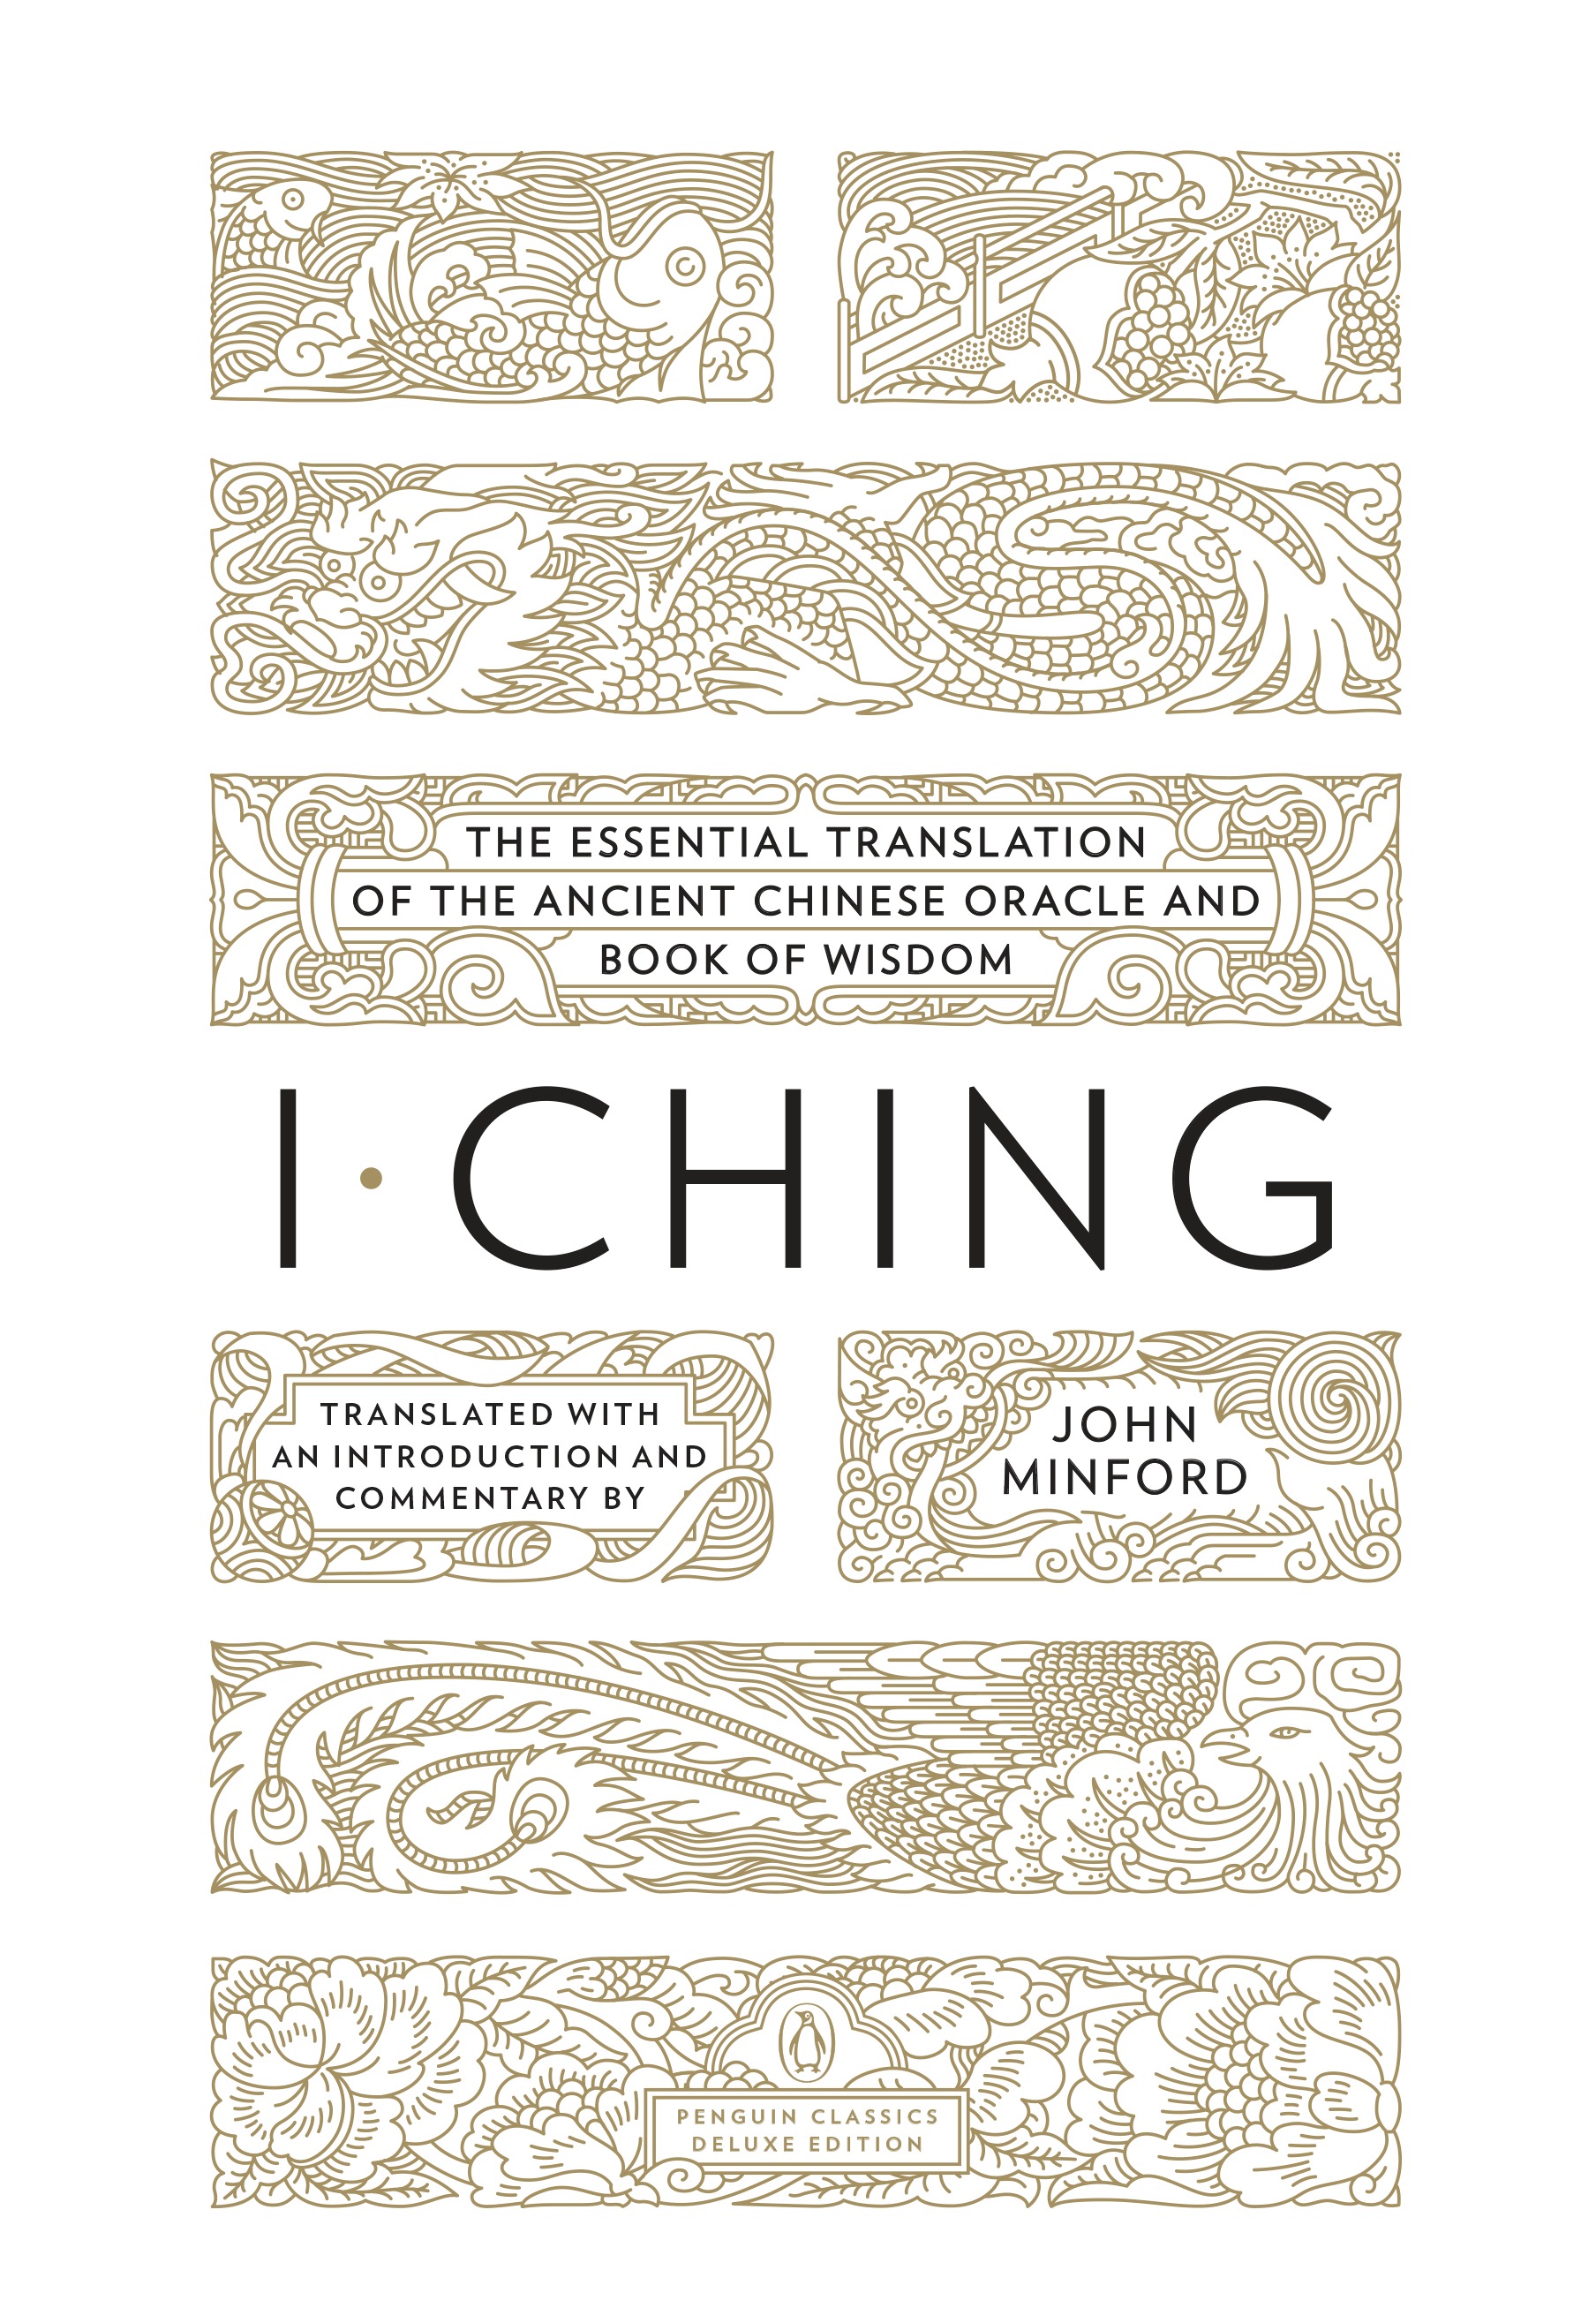 THE ESSENTIAL TRANSLATION
OF THE ANCIENT CHINESE ORACLE AND
BOOK OF WISDOM
I·CHING
TRANSLATED WITH
AN INTRODUCTION AND
COMMENTARY BY
JOHN
MINFORD
PENGUIN CLASSICS
DELUXE EDITION